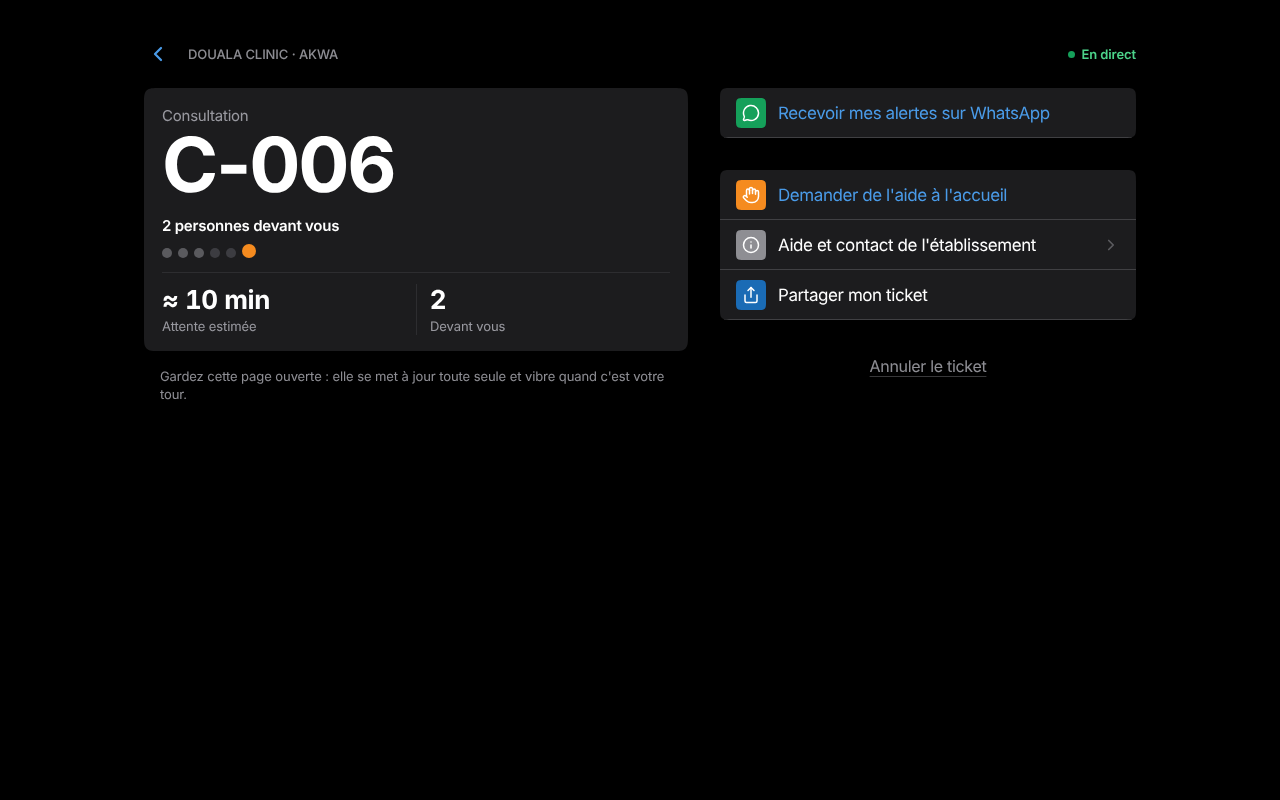 DOUALA CLINIC · AKWA
En direct
Consultation
C-006
2 personnes devant vous
≈ 10 min
Attente estimée
2
Devant vous
Gardez cette page ouverte : elle se met à jour toute seule et vibre quand c'est votre
tour.
Recevoir mes alertes sur WhatsApp
Demander de l'aide à l'accueil
Aide et contact de l'établissement
Partager mon ticket
Annuler le ticket